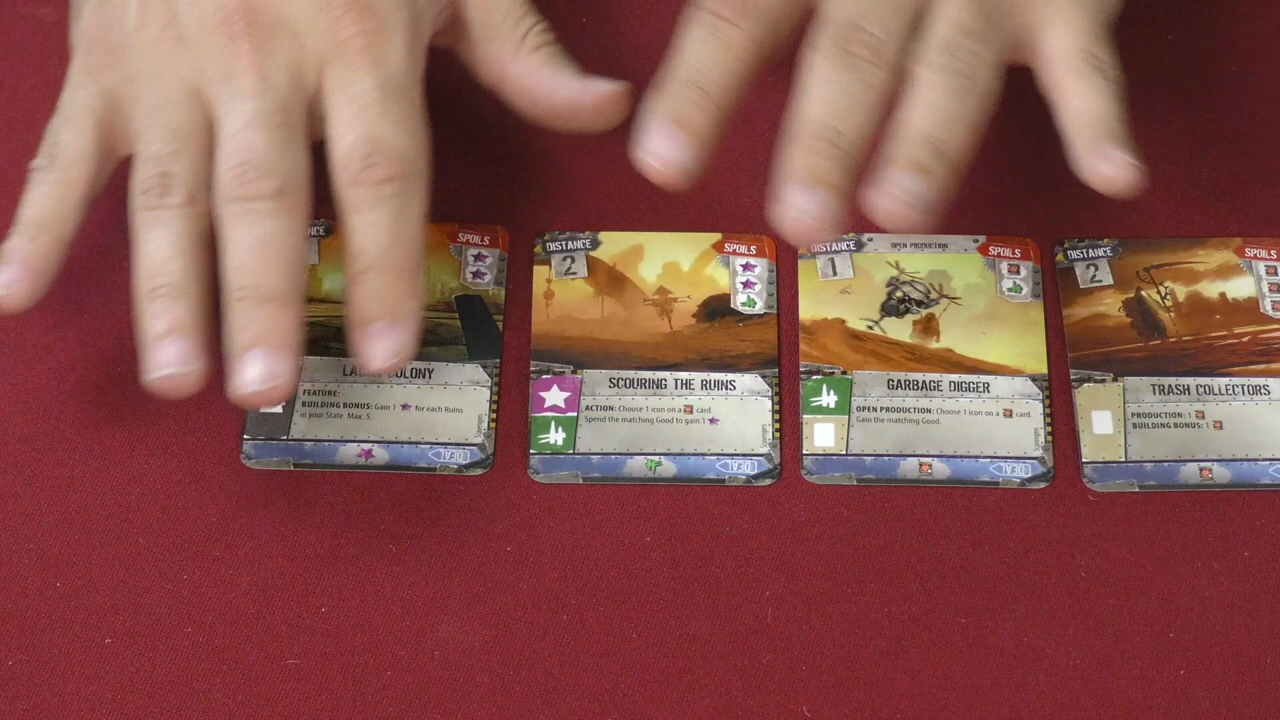 SPOILS
COLONY
FEATURE: -
BUILDING BONUS: Gain 1 for each Ruins
in your State. Max. 5.
DEAL
DISTANCE
2
SPOILS
SCOURING THE RUINS
ACTION: Choose 1 icon on a card.
Spend the matching Good to gain 1
Scavengers
DEAL
DISTANCE
1
OPEN PRODUCTION
SPOILS
GARBAGE DIGGER
OPEN PRODUCTION: Choose 1 icon on a card.
Gain the matching Good.
Scavengers
DEAL
DISTANCE
2
SPOILS
TRASH COLLECTORS
PRODUCTION: 1
BUILDING BONUS: 1